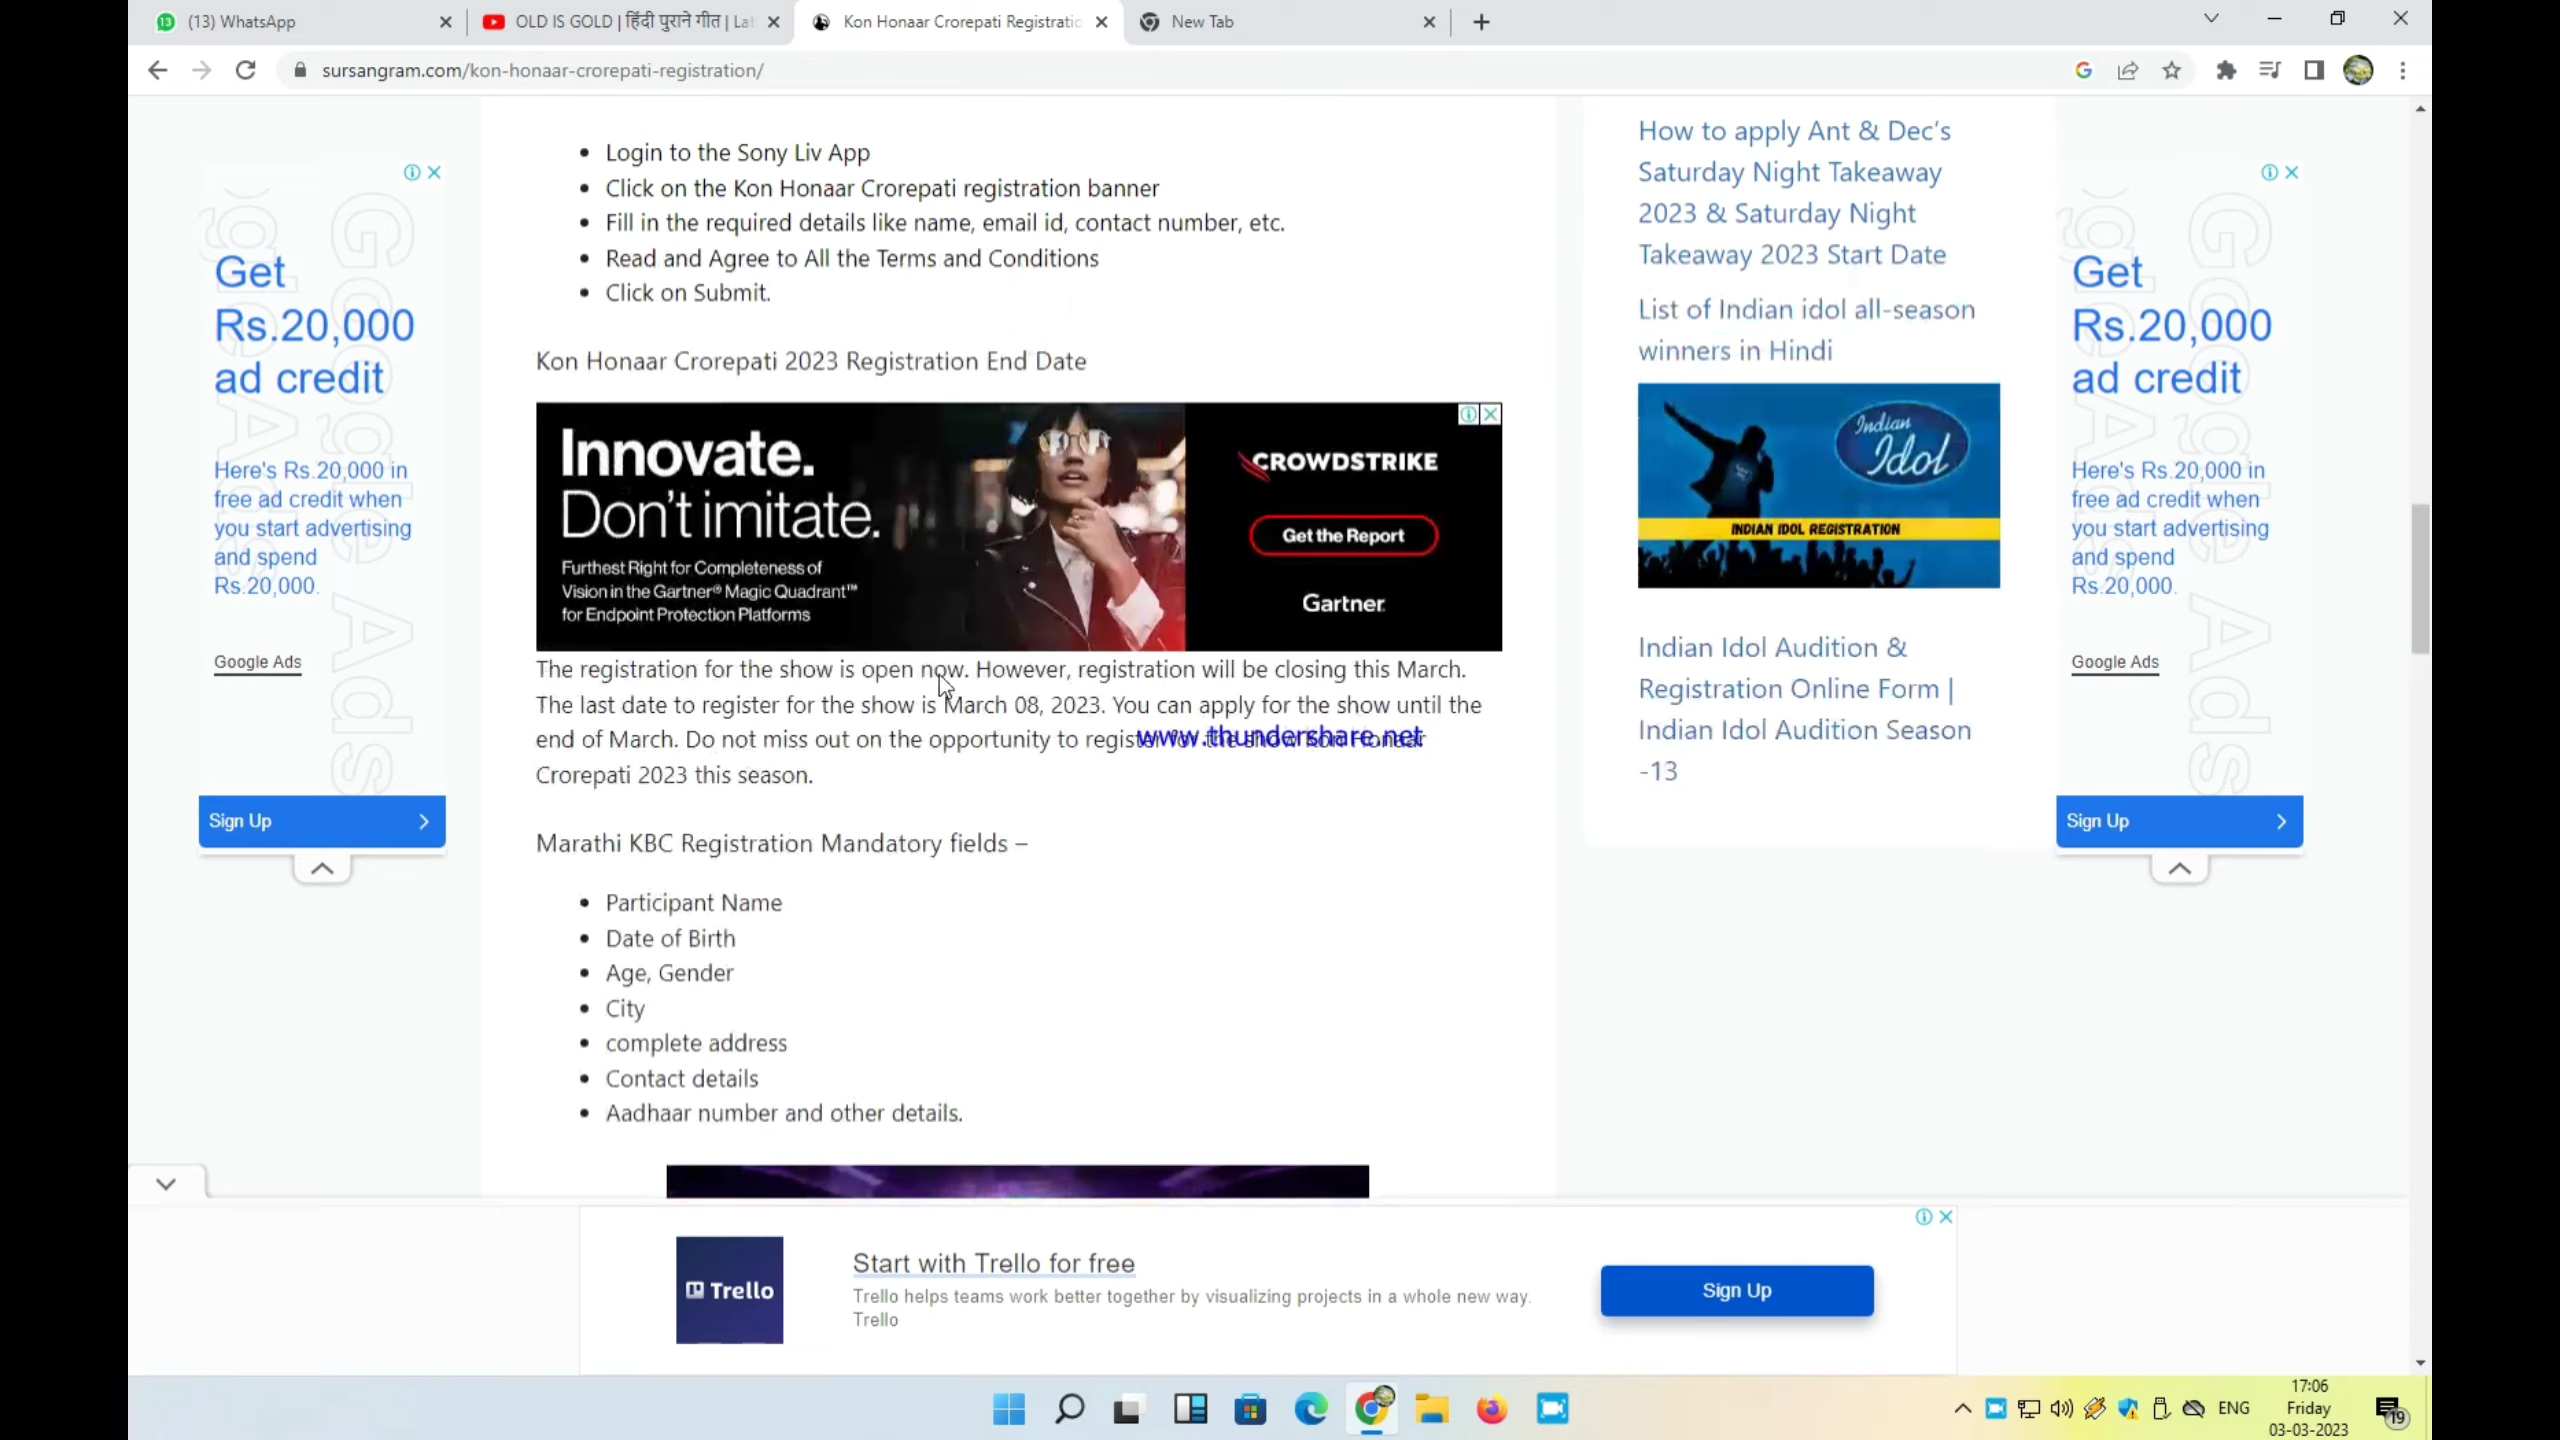 (13) WhatsApp
OLD IS GOLD | हिंदी पुराने गीत | Lat
Kon Honaar Crorepati Registratio
New Tab
sursangram.com/kon-honaar-crorepati-registration/
Login to the Sony Liv App
Click on the Kon Honaar Crorepati registration banner
Fill in the required details like name, email id, contact number, etc.
Read and Agree to All the Terms and Conditions
Click on Submit.
Kon Honaar Crorepati 2023 Registration End Date
Innovate.
Don't imitate.
Furthest Right for Completeness of
Vision in the Gartner® Magic Quadrant™
for Endpoint Protection Platforms
CROWDSTRIKE
Get the Report
Gartner
The registration for the show is open now. However, registration will be closing this March.
The last date to register for the show is March 08, 2023. You can apply for the show until the
end of March. Do not miss out on the opportunity to register for the show Kon Honaar
www.thundershare.net
Crorepati 2023 this season.
Marathi KBC Registration Mandatory fields –
Participant Name
Date of Birth
Age, Gender
City
complete address
Contact details
Aadhaar number and other details.
Get
Rs.20,000
ad credit
Here's Rs.20,000 in
free ad credit when
you start advertising
and spend
Rs.20,000.
Google Ads
Sign Up
How to apply Ant & Dec's
Saturday Night Takeaway
2023 & Saturday Night
Takeaway 2023 Start Date
List of Indian idol all-season
winners in Hindi
Indian
Idol
INDIAN IDOL REGISTRATION
Indian Idol Audition &
Registration Online Form |
Indian Idol Audition Season
-13
Get
Rs.20,000
ad credit
Here's Rs.20,000 in
free ad credit when
you start advertising
and spend
Rs.20,000.
Google Ads
Sign Up
Trello
Start with Trello for free
Trello helps teams work better together by visualizing projects in a whole new way.
Trello
Sign Up
ENG
17:06
Friday
03-03-2023
19